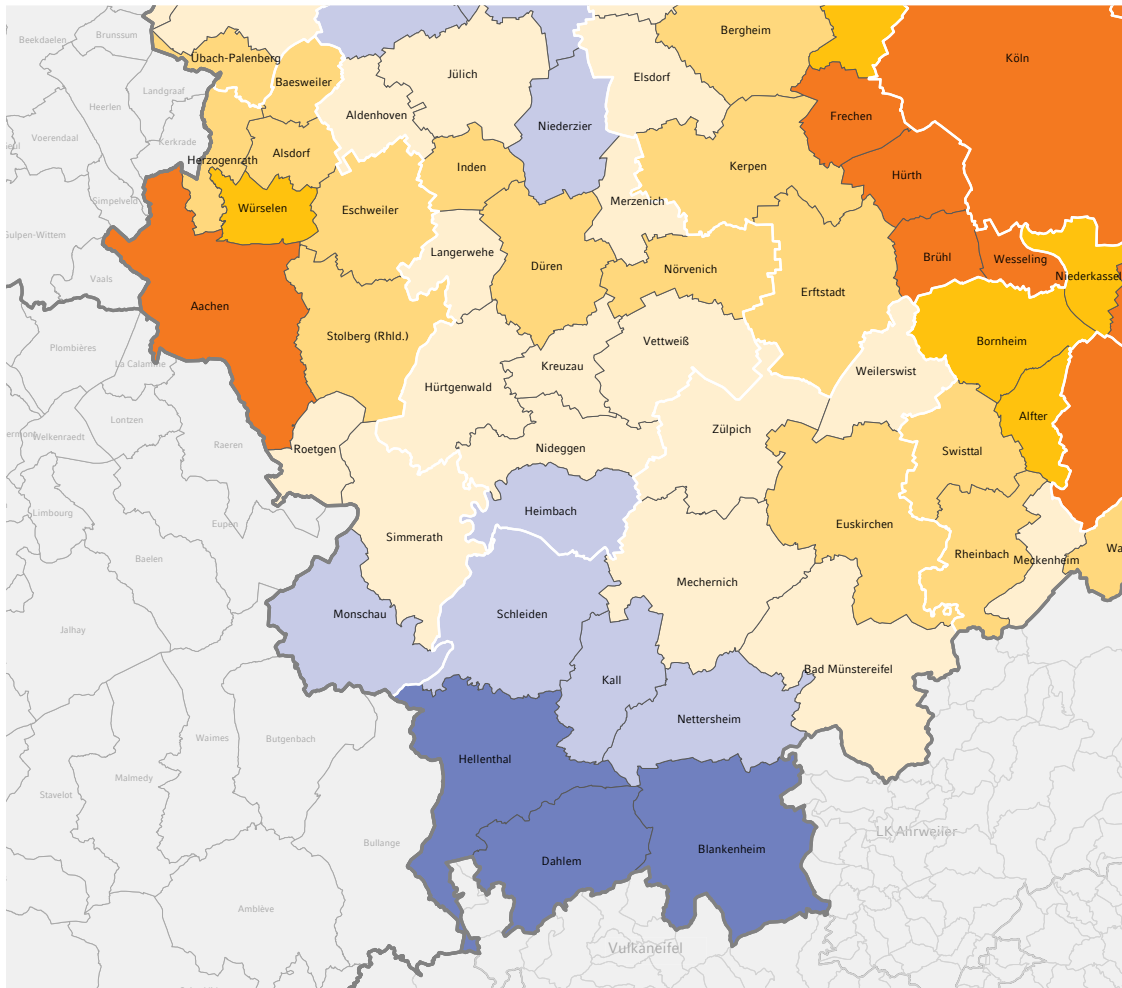 Beekdaelen
Brunssum
Übach-Palenberg
Bergheim
Köln
Baesweiler
Jülich
Elsdorf
Landgraaf
Heerlen
Aldenhoven
Frechen
Voerendaal
Kerkrade
Niederzier
Herzogenrath
Alsdorf
Inden
Kerpen
Hürth
Simpelveld
Würselen
Eschweiler
Merzenich
Gulpen-Wittem
Langerwehe
Düren
Nörvenich
Brühl
Wesseling
Vaals
Niederkassel
Aachen
Erftstadt
Stolberg (Rhld.)
Vettweiß
Bornheim
Plombières
La Calamine
Kreuzau
Weilerswist
Hürtgenwald
Lontzen
Alfter
Welkenraedt
Raeren
Roetgen
Nideggen
Zülpich
Swisttal
Limbourg
Eupen
Heimbach
Euskirchen
Simmerath
Baelen
Mechernich
Rheinbach
Meckenheim
Wa
Monschau
Schleiden
Jalhay
Kall
Bad Münstereifel
Nettersheim
Waimes
Butgenbach
Hellenthal
Malmedy
Stavelot
Bullange
LK Ahrweiler
Dahlem
Blankenheim
Amblève
Vulkaneifel